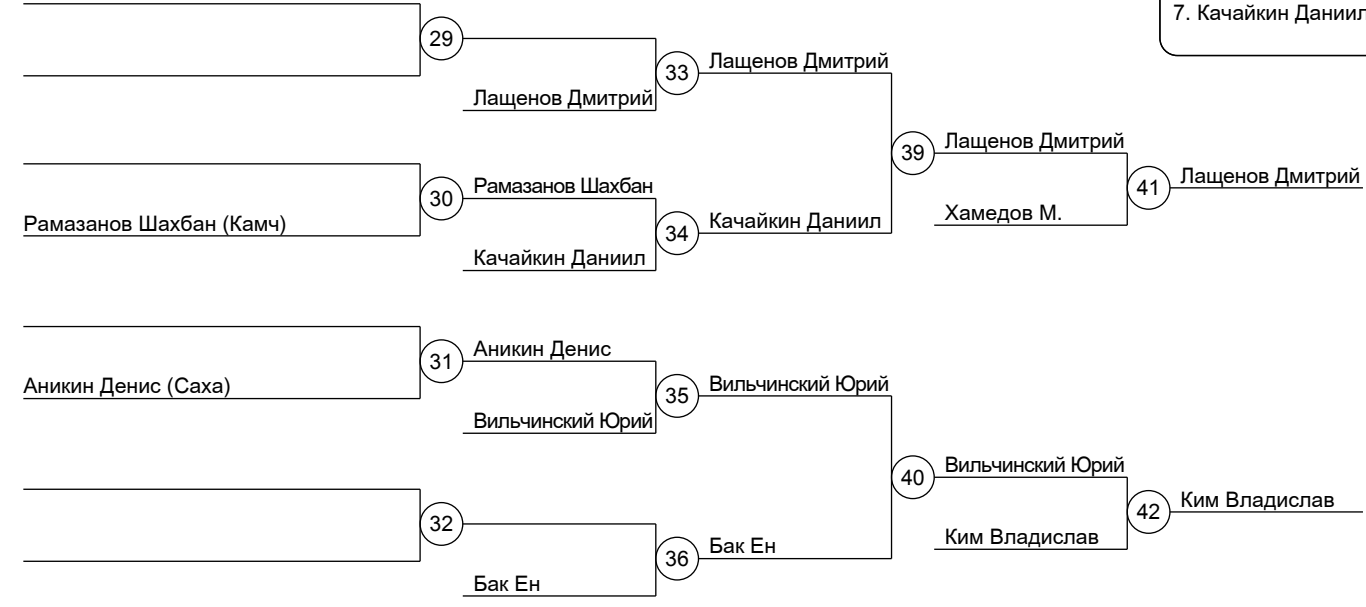 7. Качайкин Даниил
29
Лащенов Дмитрий
33
Лащенов Дмитрий
Лащенов Дмитрий
39
Лащенов Дмитрий
41
Рамазанов Шахбан
30
Хамедов М.
Рамазанов Шахбан (Камч)
34
Качайкин Даниил
Качайкин Даниил
Аникин Денис
31
Аникин Денис (Саха)
35
Вильчинский Юрий
Вильчинский Юрий
Вильчинский Юрий
40
Ким Владислав
42
32
Ким Владислав
36
Бак Ен
Бак Ен